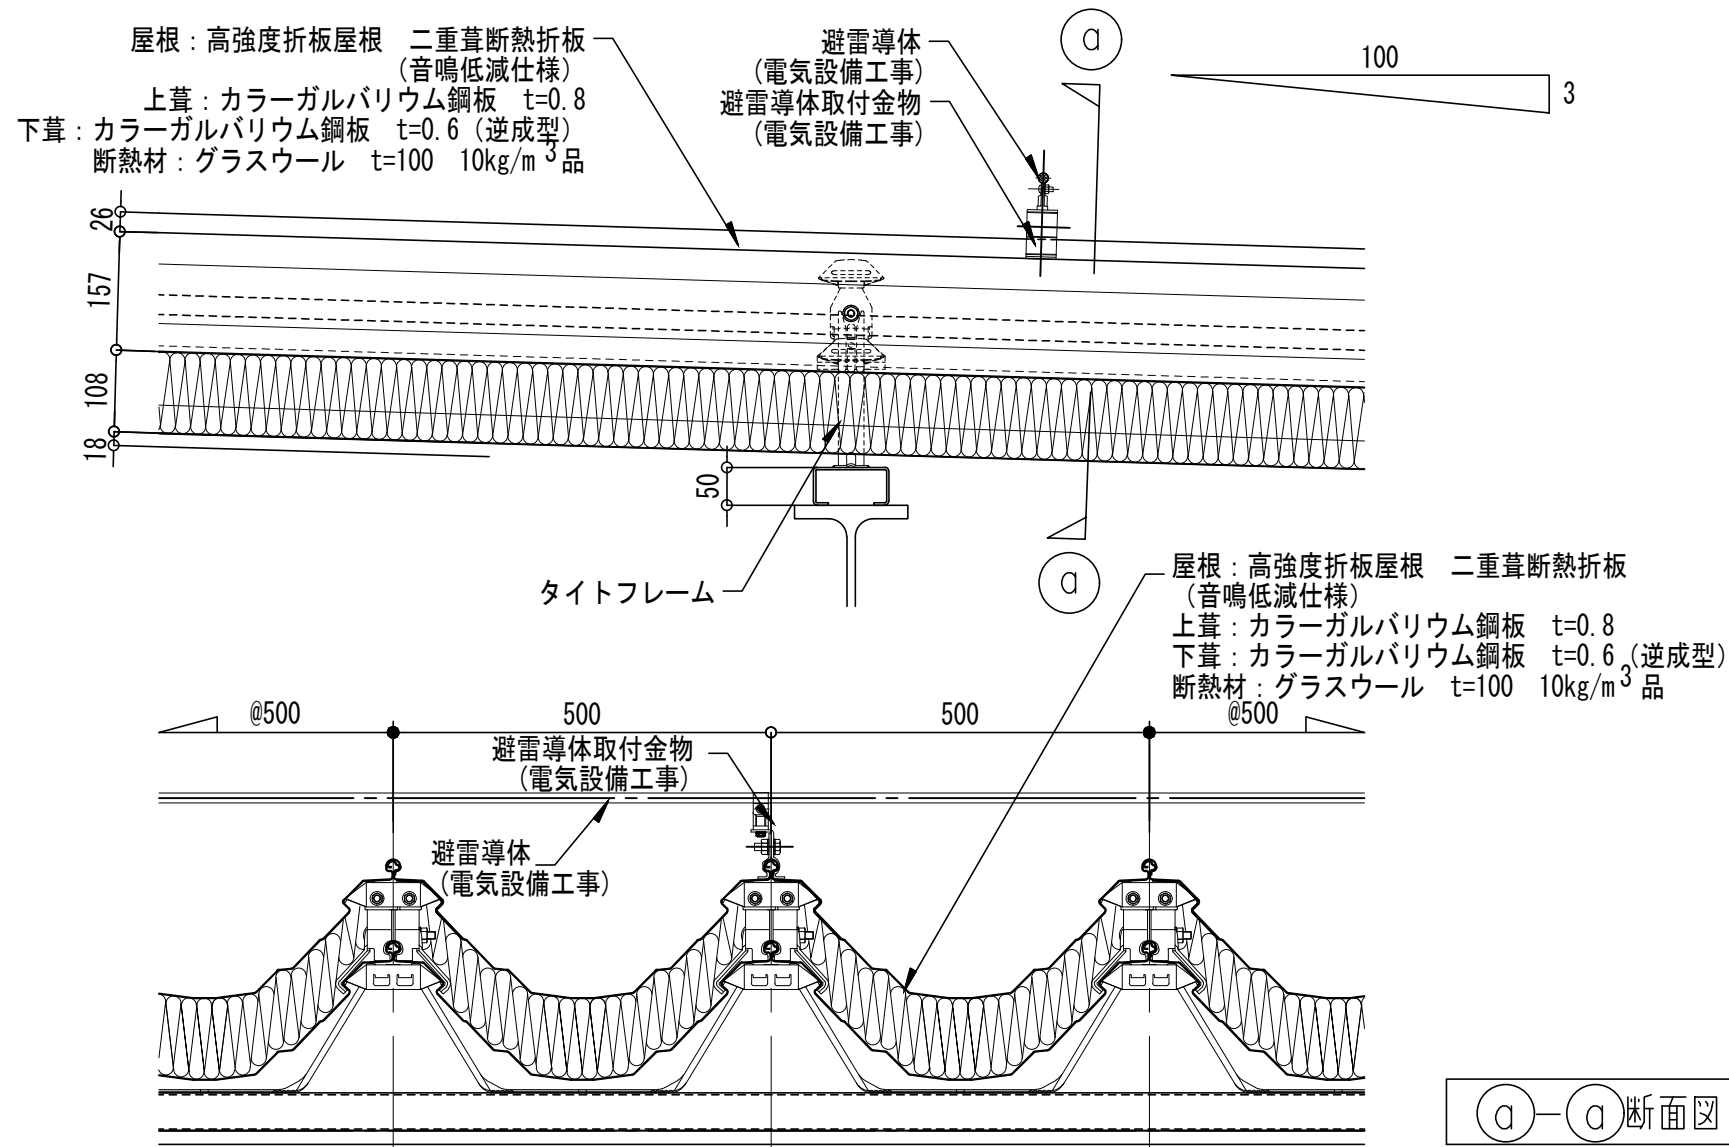 屋根：高強度折板屋根　二重葺断熱折板
（音鳴低減仕様）
上葺：カラーガルバリウム鋼板　t=0.8
下葺：カラーガルバリウム鋼板　t=0.6（逆成型）
断熱材：グラスウール　t=100　10kg/m³品
避雷導体
(電気設備工事)
避雷導体取付金物
(電気設備工事)
a
100
3
26
157
108
18
50
タイトフレーム
a
屋根：高強度折板屋根　二重葺断熱折板
（音鳴低減仕様）
上葺：カラーガルバリウム鋼板　t=0.8
下葺：カラーガルバリウム鋼板　t=0.6（逆成型）
断熱材：グラスウール　t=100　10kg/m³品
@500
500
500
@500
避雷導体取付金物
(電気設備工事)
避雷導体
(電気設備工事)
a－a断面図